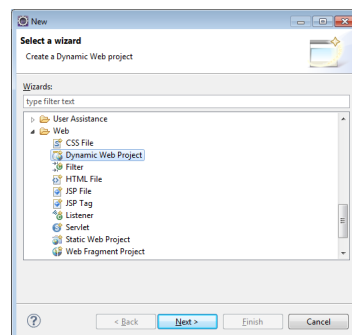 New
Select a wizard
Create a Dynamic Web project
Wizards:
type filter text
User Assistance
Web
CSS File
Dynamic Web Project
Filter
HTML File
JSP File
JSP Tag
Listener
Servlet
Static Web Project
Web Fragment Project
? < Back Next > Finish Cancel